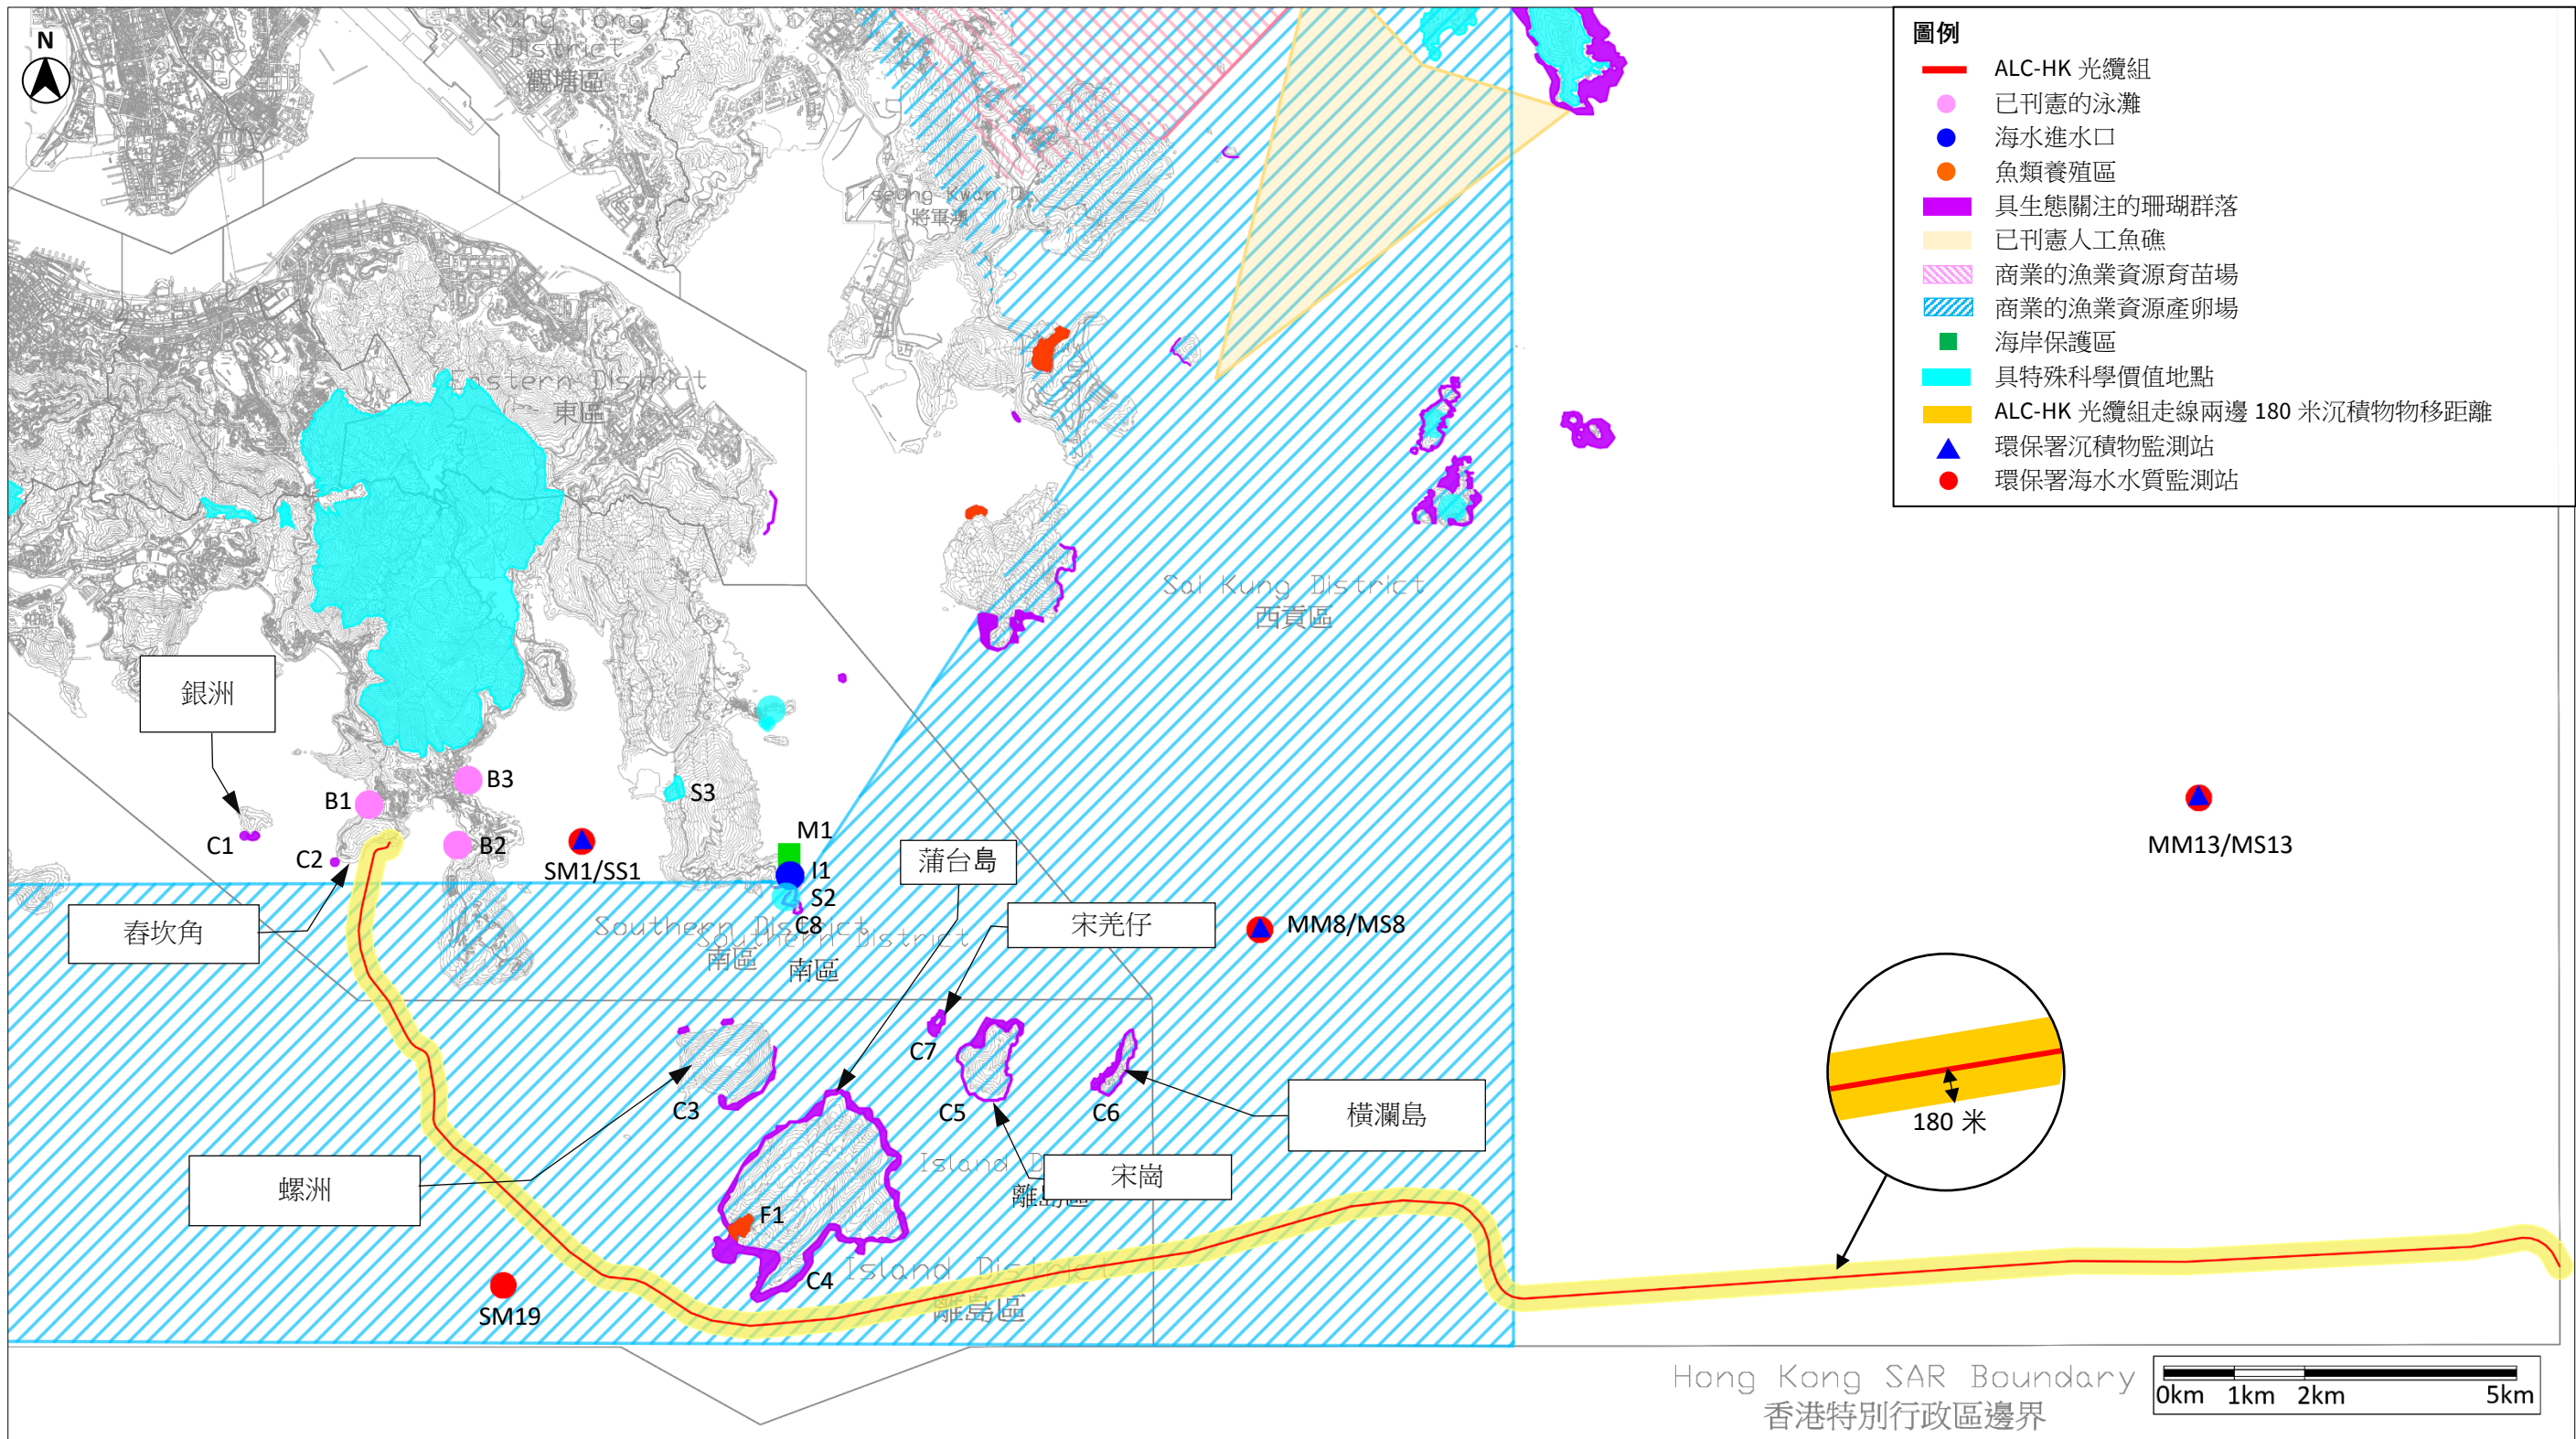 N
Kung Tong
District
觀塘區
Tseung Kwan O
將軍澳
Eastern District
東區
Sai Kung District
西貢區
圖例
ALC-HK 光纜組
已刊憲的泳灘
海水進水口
魚類養殖區
具生態關注的珊瑚群落
已刊憲人工魚礁
商業的漁業資源育苗場
商業的漁業資源產卵場
海岸保護區
具特殊科學價值地點
ALC-HK 光纜組走線兩邊 180 米沉積物物移距離
環保署沉積物監測站
環保署海水水質監測站
銀洲
B3
B1
S3
C1
C2
B2
SM1/SS1
M1
I1
S2
C8
蒲台島
MM13/MS13
舂坎角
宋羌仔
MM8/MS8
Southern District
南區
Southern District
南區
C7
C3
C5
C6
橫瀾島
180 米
螺洲
Island D
離島區
宋崗
F1
C4
Island District
離島區
SM19
Hong Kong SAR Boundary
香港特別行政區邊界
0km 1km 2km 5km